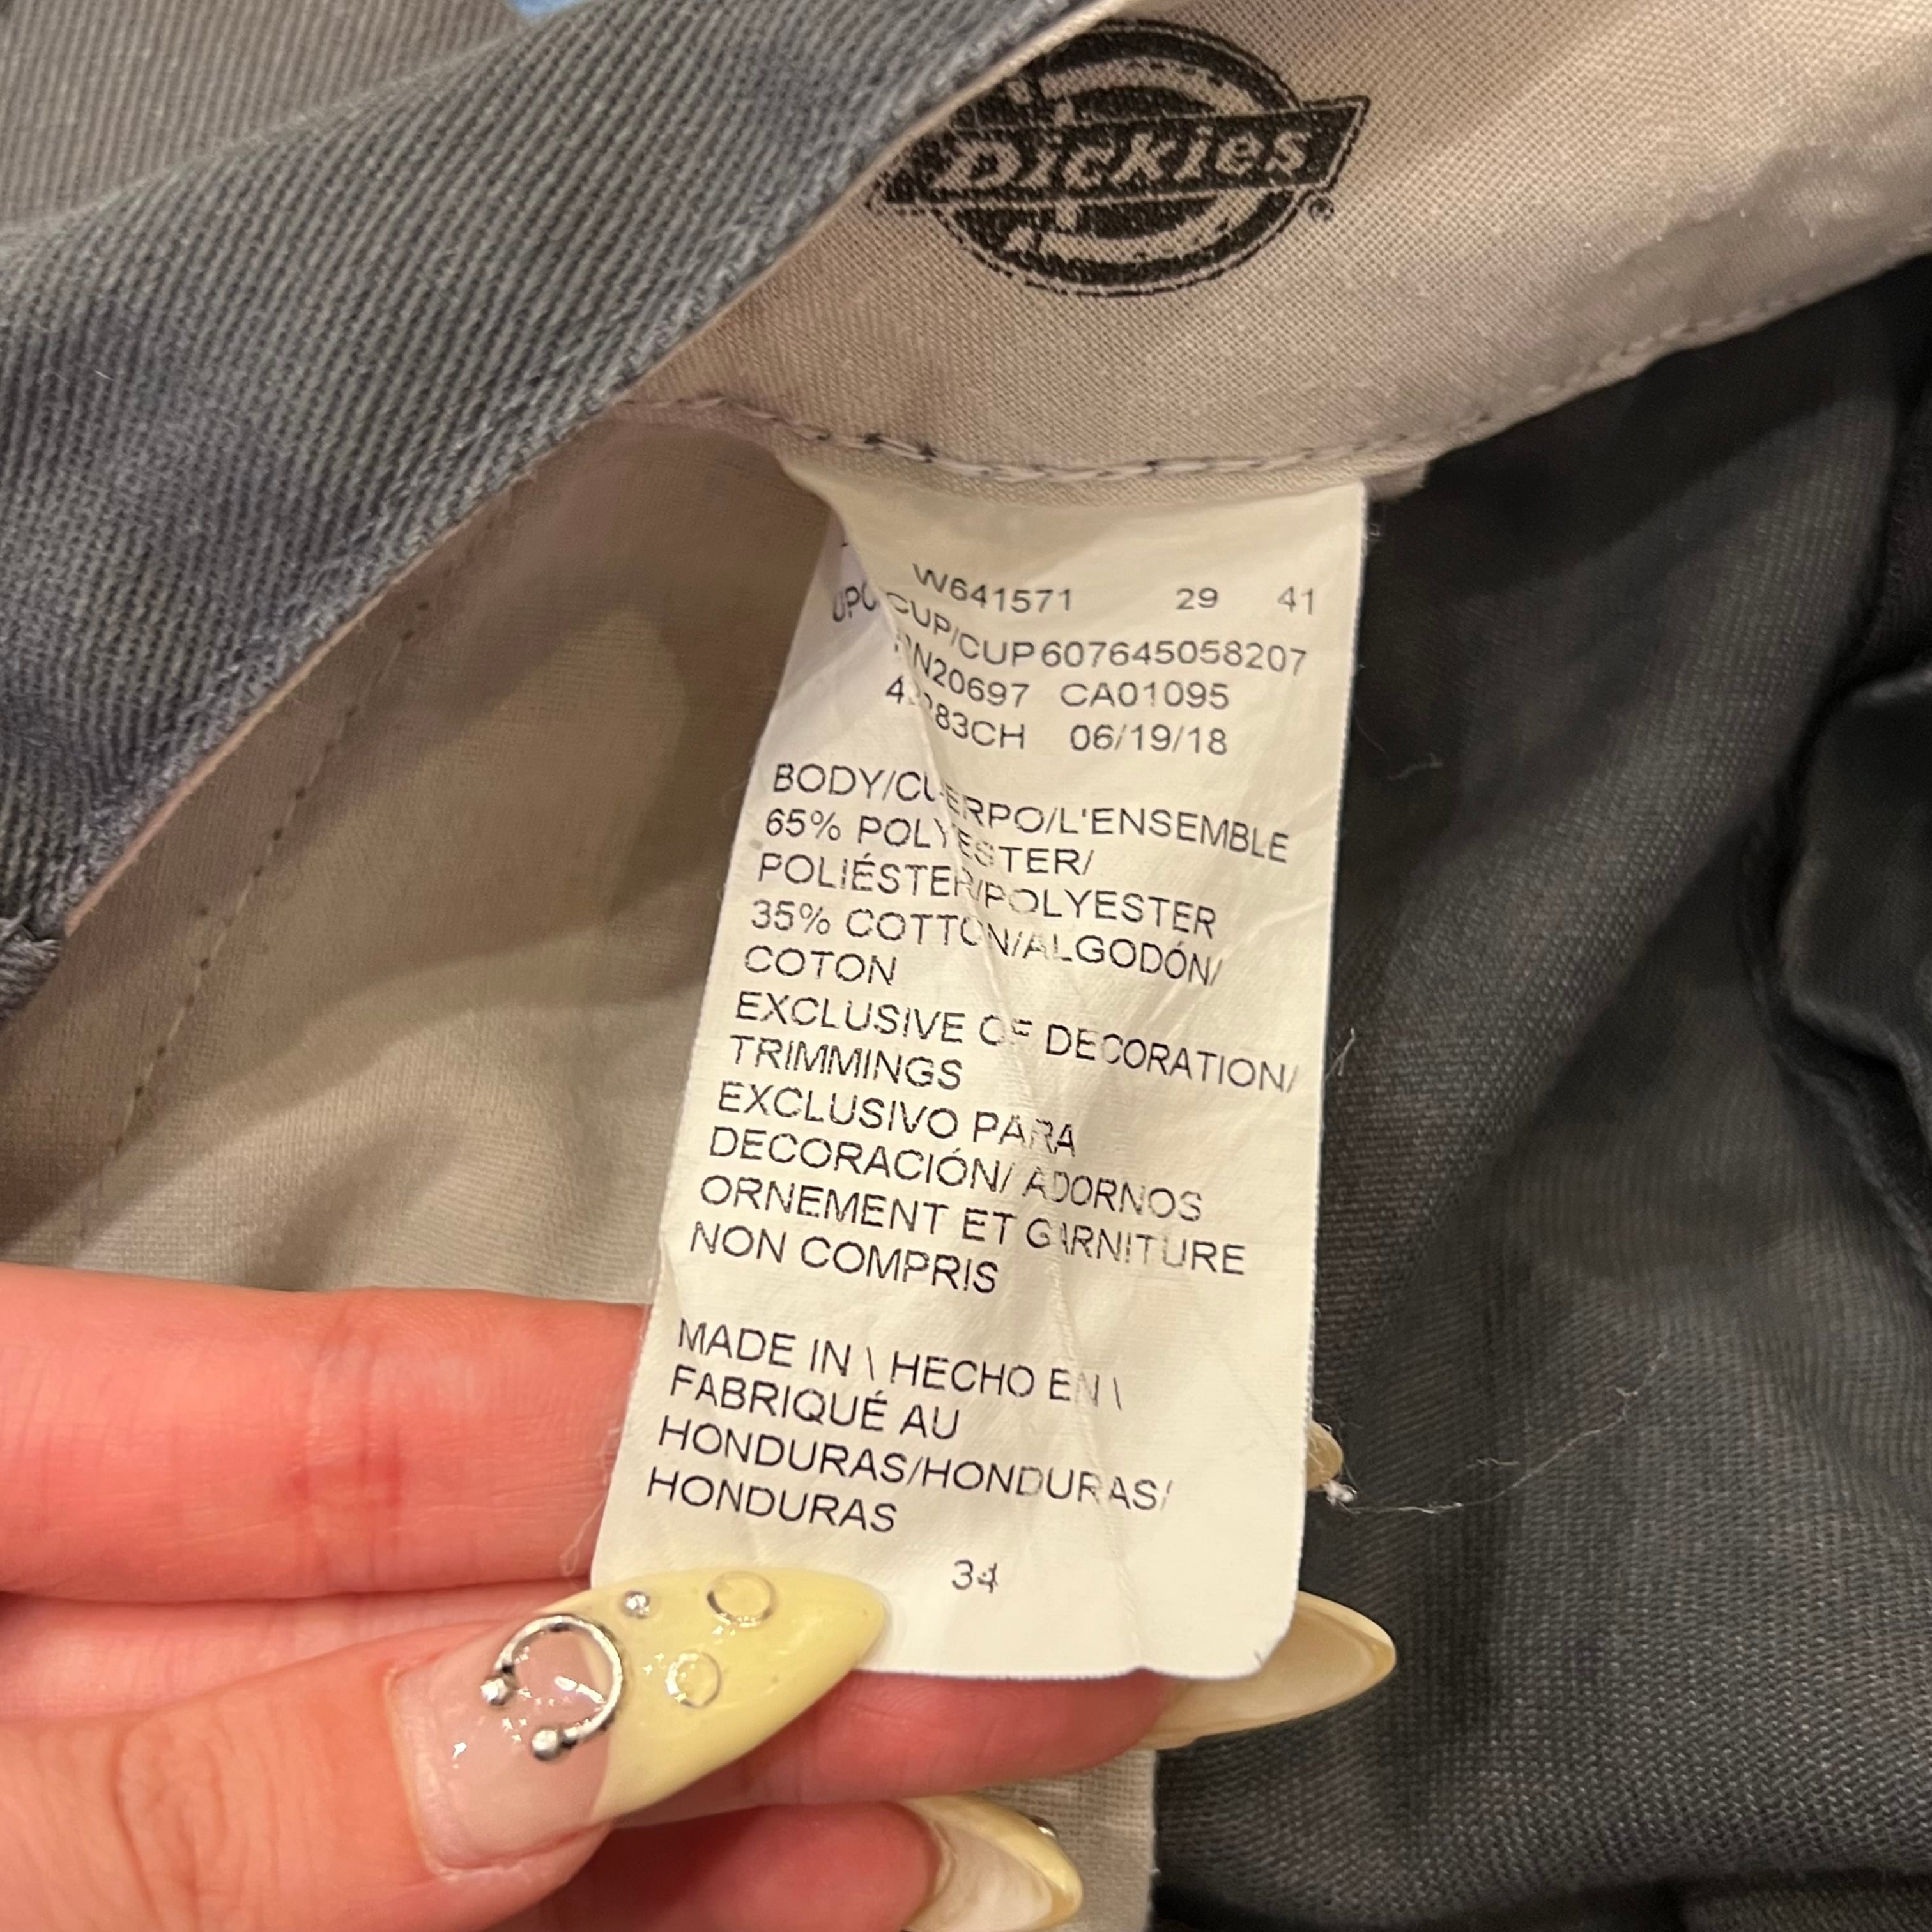 Dickies®
W641571 29 41
UPC CUP/CUP 607645058207
RN20697 CA01095
06/19/18
BODY/CUERPO/L'ENSEMBLE
65% POLYESTER/
POLIÉSTER/POLYESTER
35% COTTON/ALGODÓN/
COTON
EXCLUSIVE OF DECORATION/
TRIMMINGS
EXCLUSIVO PARA
DECORACIÓN/ ADORNOS
ORNEMENT ET GARNITURE
NON COMPRIS
MADE IN \ HECHO EN \
FABRIQUÉ AU
HONDURAS/HONDURAS/
HONDURAS
34